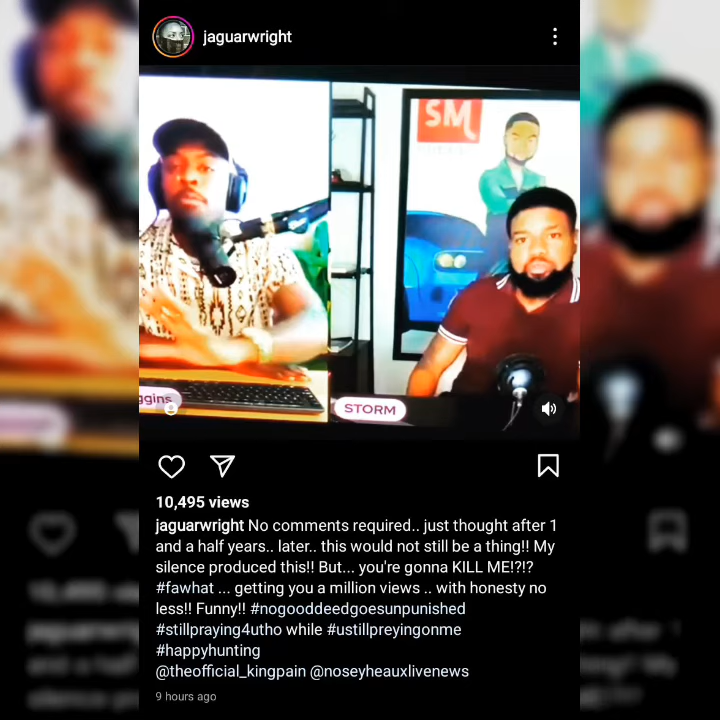 jaguarwright
SM
ggins
STORM
10,495 views
jaguarwright No comments required.. just thought after 1
and a half years.. later.. this would not still be a thing!! My
silence produced this!! But... you're gonna KILL ME!?!?
#fawhat ... getting you a million views .. with honesty no
less!! Funny!! #nogooddeedgoesunpunished
#stillpraying4utho while #ustillpreyingonme
#happyhunting
@theofficial_kingpain @noseyheauxlivenews
9 hours ago